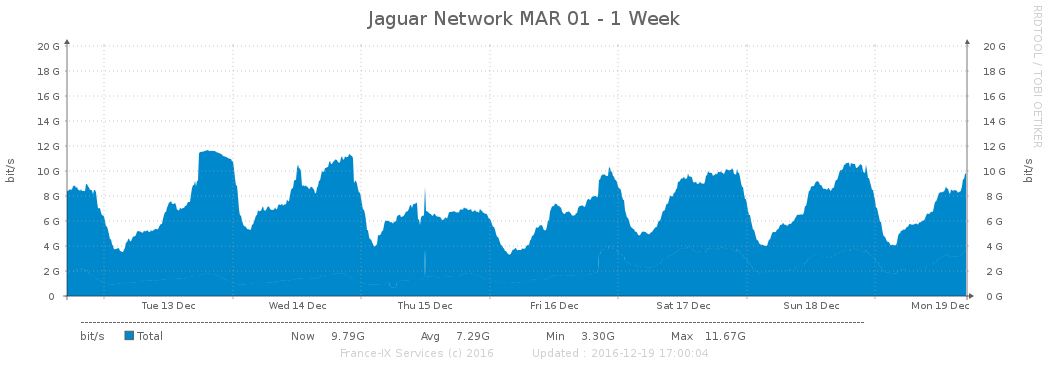 Jaguar Network MAR 01 - 1 Week
RRDTOOL / TOBI OETIKER
bit/s
bit/s
20 G 20 G
18 G 18 G
16 G 16 G
14 G 14 G
12 G 12 G
10 G 10 G
8 G 8 G
6 G 6 G
4 G 4 G
2 G 2 G
0 0 G
Tue 13 Dec Wed 14 Dec Thu 15 Dec Fri 16 Dec Sat 17 Dec Sun 18 Dec Mon 19 Dec
bit/s Total Now 9.79G Avg 7.29G Min 3.30G Max 11.67G
France-IX Services (c) 2016 Updated : 2016-12-19 17:00:04